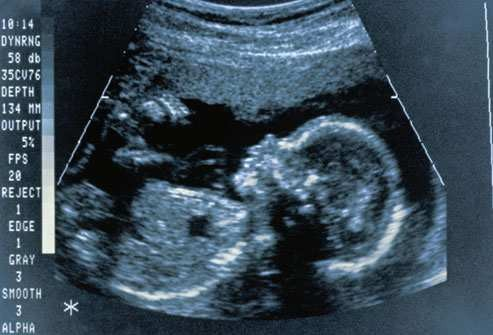 10:14
DYNRNG
58 db
35CV76
DEPTH
134 MM
OUTPUT
5%
FPS
20
REJECT
1
EDGE
1
GRAY
3
SMOOTH
3
ALPHA